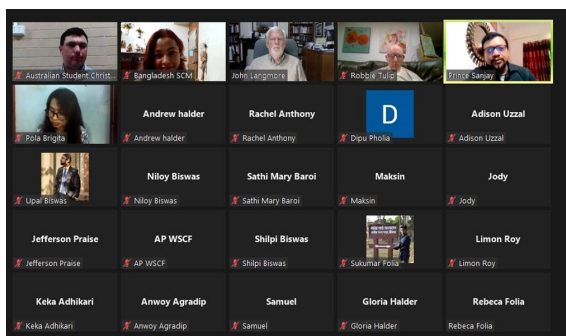 Australian Student Christ...
Bangladesh SCM
John Langmore
Robbie Tulip
Prince Sanjay
Pola Brigita
Andrew halder
Andrew halder
Rachel Anthony
Rachel Anthony
D
Dipu Pholia
Adison Uzzal
Adison Uzzal
Upal Biswas
Niloy Biswas
Niloy Biswas
Sathi Mary Baroi
Sathi Mary Baroi
Maksin
Maksin
Jody
Jody
Jefferson Praise
Jefferson Praise
AP WSCF
AP WSCF
Shilpi Biswas
Shilpi Biswas
Sukumar Folia
Limon Roy
Limon Roy
Keka Adhikari
Keka Adhikari
Anwoy Agradip
Anwoy Agradip
Samuel
Samuel
Gloria Halder
Gloria Halder
Rebeca Folia
Rebeca Folia